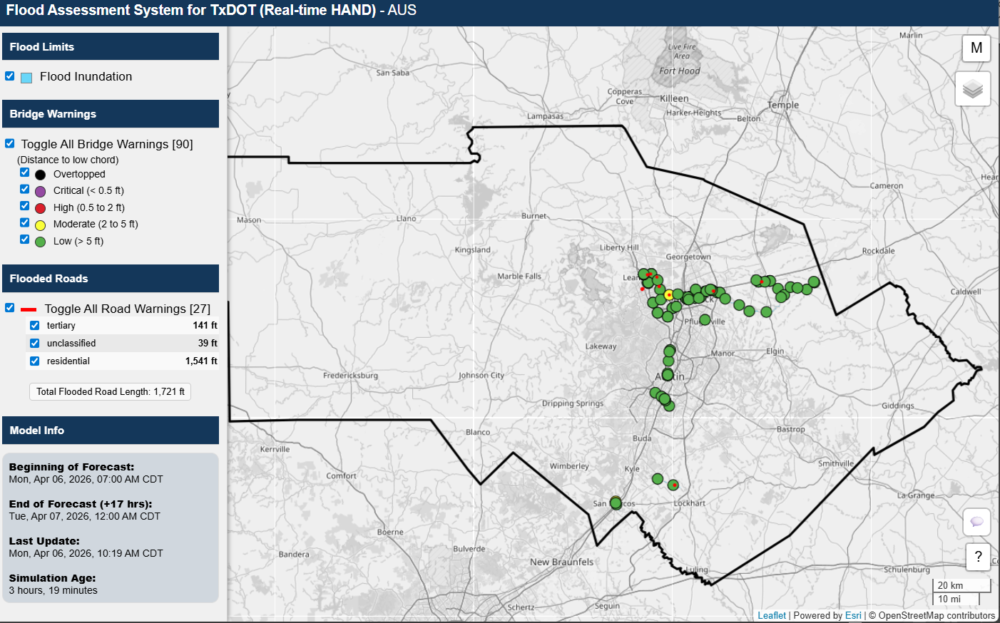 Flood Assessment System for TxDOT (Real-time HAND) - AUS
Flood Limits
Flood Inundation
Bridge Warnings
Toggle All Bridge Warnings [90]
(Distance to low chord)
Overtopped
Critical (< 0.5 ft)
High (0.5 to 2 ft)
Moderate (2 to 5 ft)
Low (> 5 ft)
Flooded Roads
Toggle All Road Warnings [27]
tertiary 141 ft
unclassified 39 ft
residential 1,541 ft
Total Flooded Road Length: 1,721 ft
Model Info
Beginning of Forecast:
Mon, Apr 06, 2026, 07:00 AM CDT
End of Forecast (+17 hrs):
Tue, Apr 07, 2026, 12:00 AM CDT
Last Update:
Mon, Apr 06, 2026, 10:19 AM CDT
Simulation Age:
3 hours, 19 minutes
Marlin
M
Live Fire
Area
Fort Hood
San Saba
Copperas
Cove
Killeen
Harker Heights
Temple
Belton
Lampasas
Hear
Cameron
Mason
Llano
Burnet
Kingsland
Liberty Hill
Georgetown
Rockdale
Marble Falls
Lean
Caldwell
ck
Pflu
ville
Lakeway
Manor
Elgin
Fredericksburg
Johnson City
A
tin
Dripping Springs
Giddings
Blanco
Bastrop
Buda
Kerrville
Wimberley
Kyle
Smithville
Comfort
La Grange
San
cos
Lockhart
Boerne
Bulverde
Bandera
New Braunfels
Luling
Schulenburg
?
Schertz
Seguin
20 km
10 mi
Leaflet | Powered by Esri | © OpenStreetMap contributors